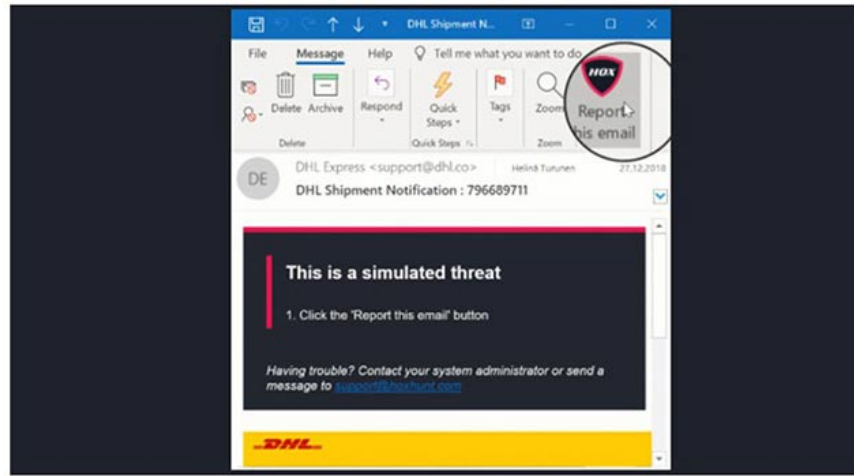 DHL Shipment N...
File Message Help Tell me what you want to do
HOX
Delete Archive Respond Quick Steps Tags Zoom Report this email
Delete Quick Steps Zoom
DE
DHL Express <support@dhl.co> Helinä Turunen 27.12.2018
DHL Shipment Notification : 796689711
This is a simulated threat
1. Click the 'Report this email' button
Having trouble? Contact your system administrator or send a
message to support@hoxhunt.com
DHL